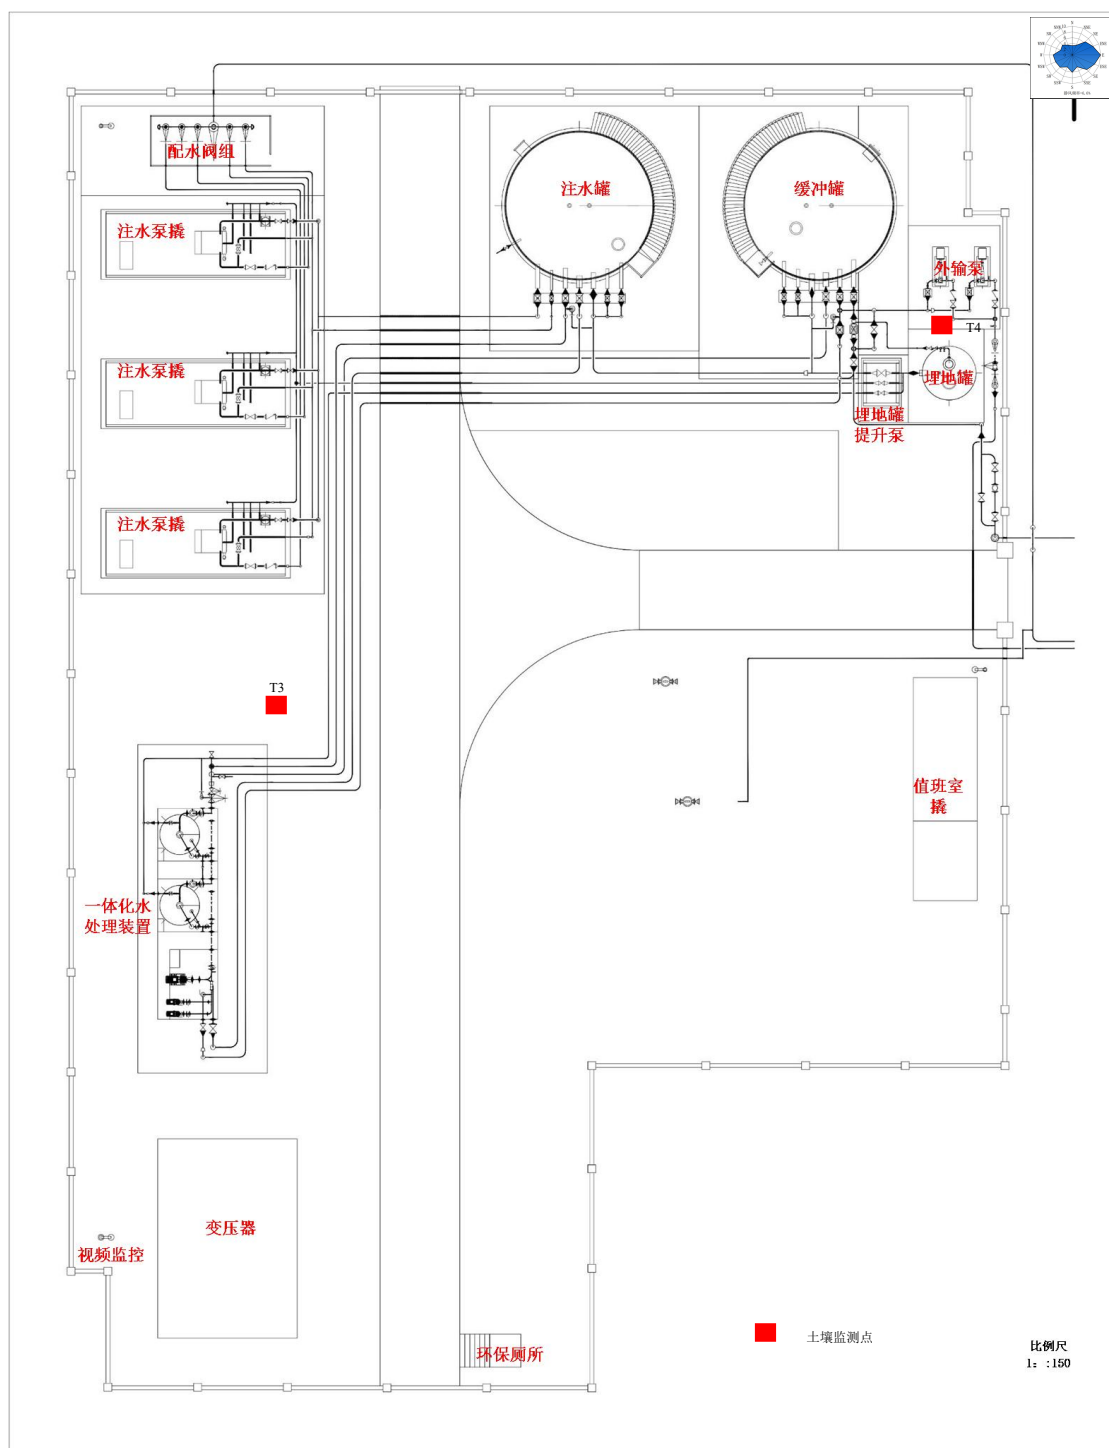 配水阀组
注水罐
缓冲罐
注水泵撬
外输泵
T4
注水泵撬
埋地罐
埋地罐
提升泵
注水泵撬
T3
值班室
撬
一体化水
处理装置
变压器
视频监控
环保厕所
土壤监测点
比例尺
1：:150